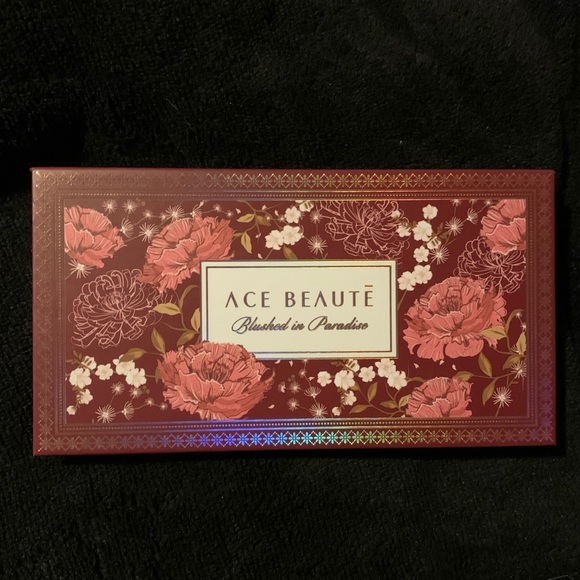 ACE BEAUTĒ
Blushed in Paradise